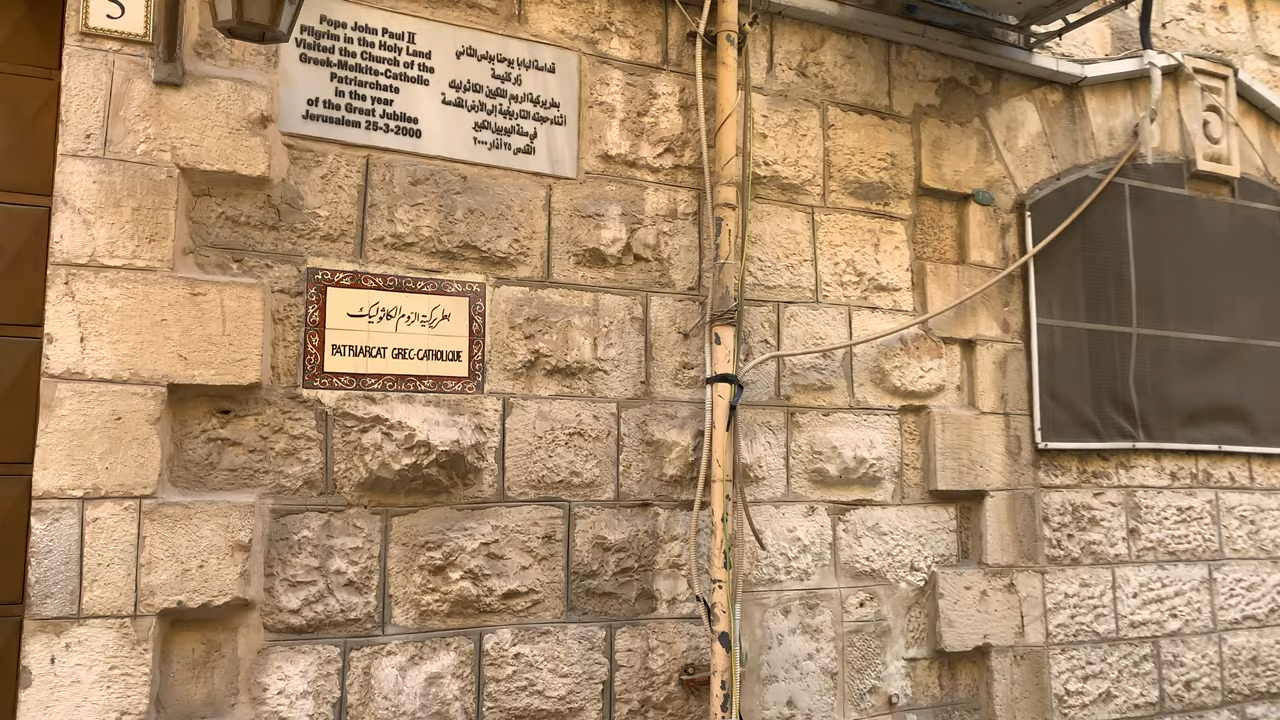 Pope John Paul II
Pilgrim in the Holy Land
Visited the Church of the
Greek-Melkite-Catholic
Patriarchate
in the year
of the Great Jubilee
Jerusalem 25-3-2000
قداسة البابا يوحنا بولس الثاني
زار كنيسة
بطريركية الروم الملكيين الكاثوليك
أثناء حجته التاريخية إلى الأرض المقدسة
في سنة اليوبيل الكبير
القدس ٢٥ أذار ٢٠٠٠
بطريركية الروم الكاثوليك
PATRIARCAT GREC-CATHOLIQUE